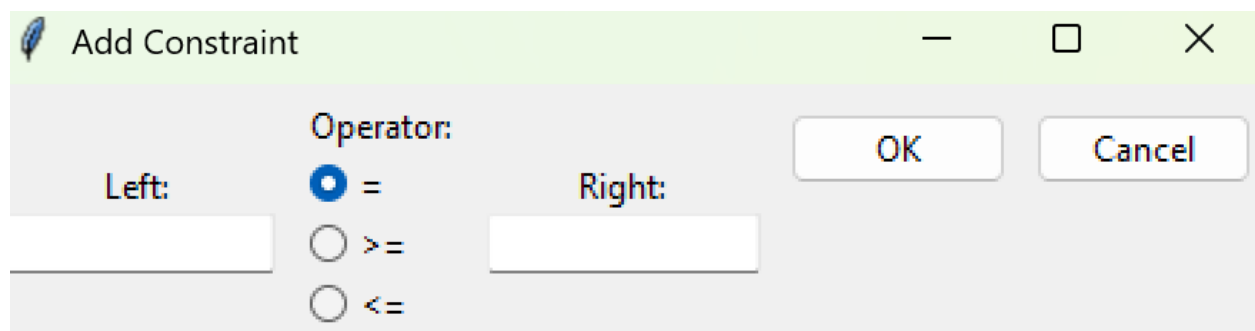 Add Constraint
Operator:
OK
Cancel
Left:
=
Right:
>=
<=